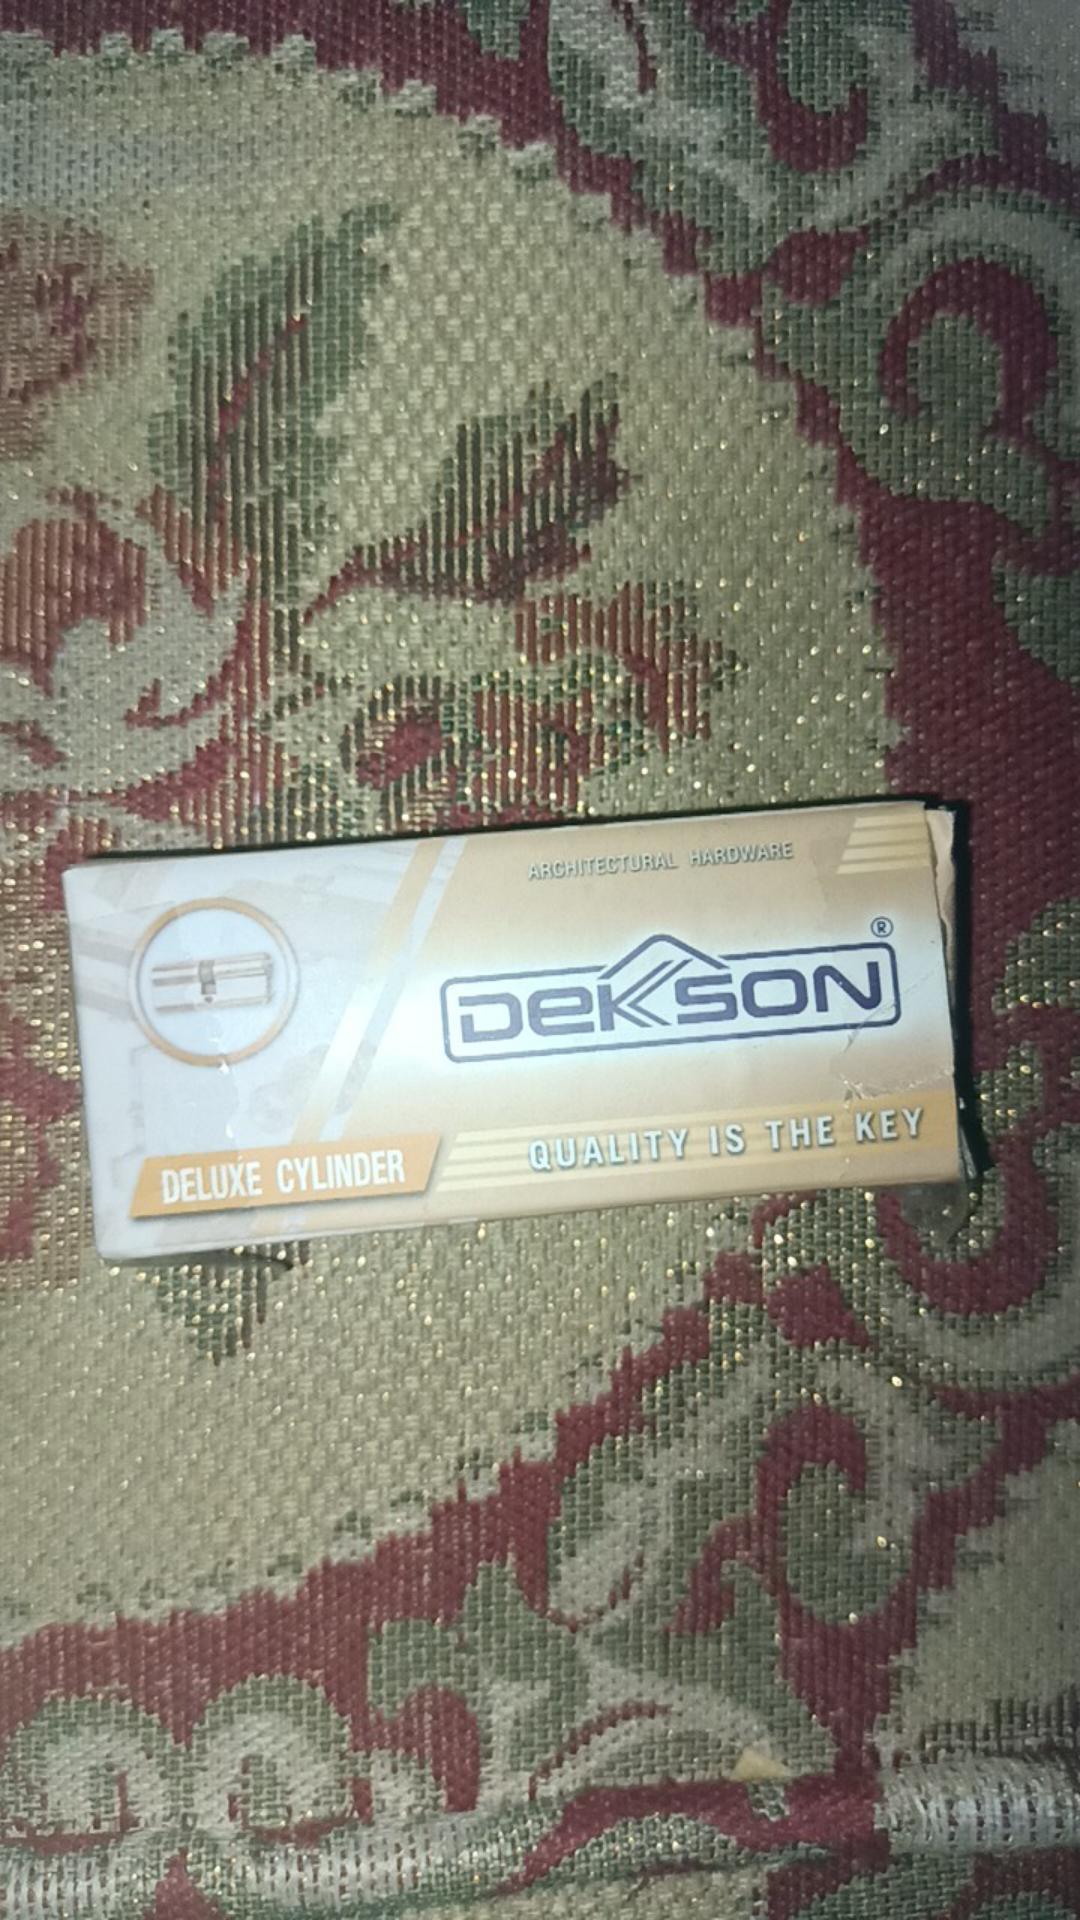 ARCHITECTURAL HARDWARE
DEKSON®
QUALITY IS THE KEY
DELUXE CYLINDER